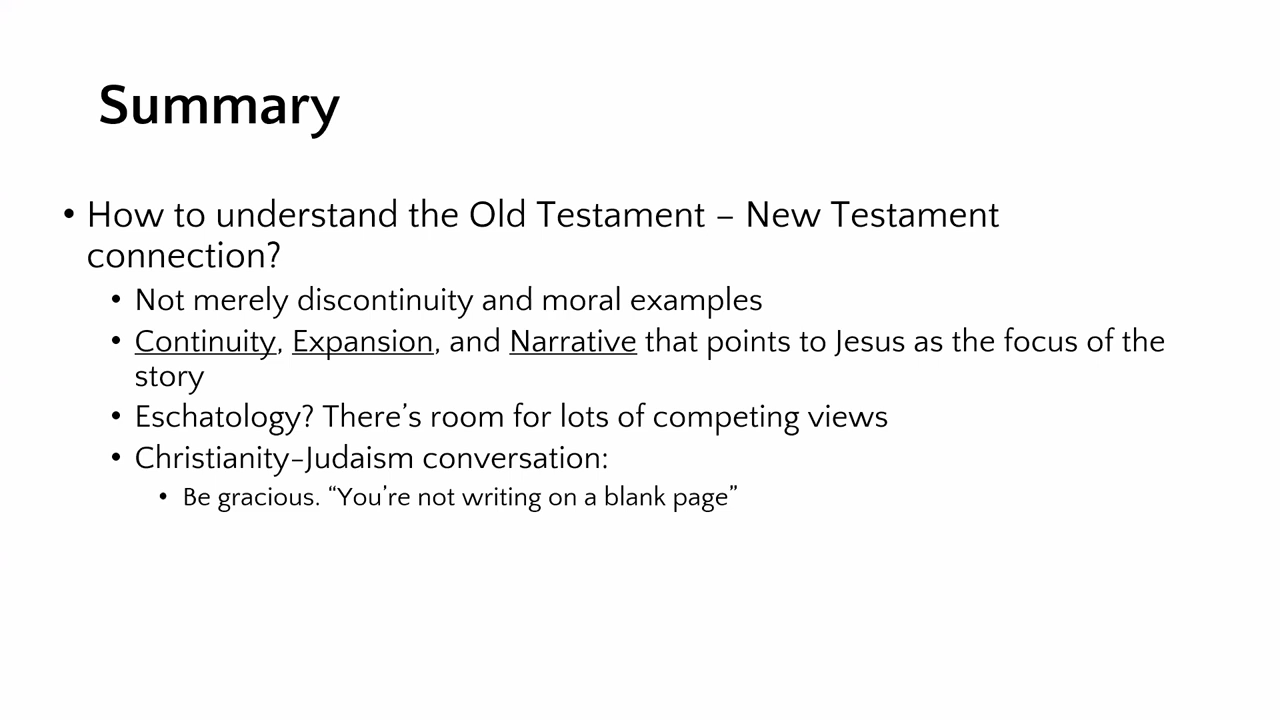 Summary
• How to understand the Old Testament – New Testament
connection?
• Not merely discontinuity and moral examples
• Continuity, Expansion, and Narrative that points to Jesus as the focus of the
story
• Eschatology? There’s room for lots of competing views
• Christianity-Judaism conversation:
• Be gracious. “You’re not writing on a blank page”